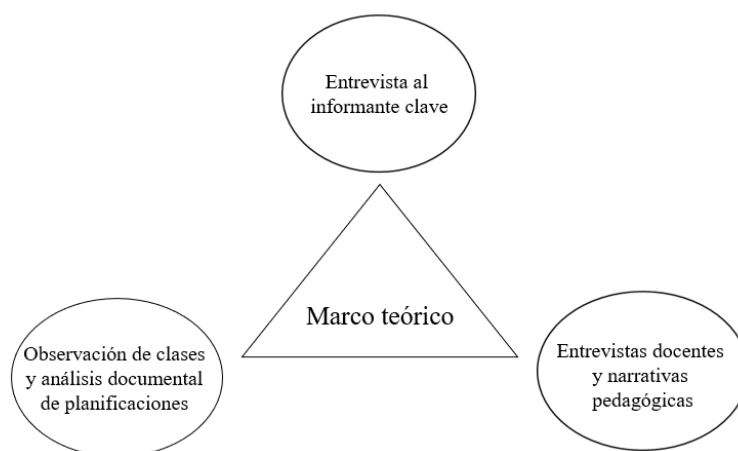 Entrevista al
informante clave
Marco teórico
Observación de clases
y análisis documental
de planificaciones
Entrevistas docentes
y narrativas
pedagógicas